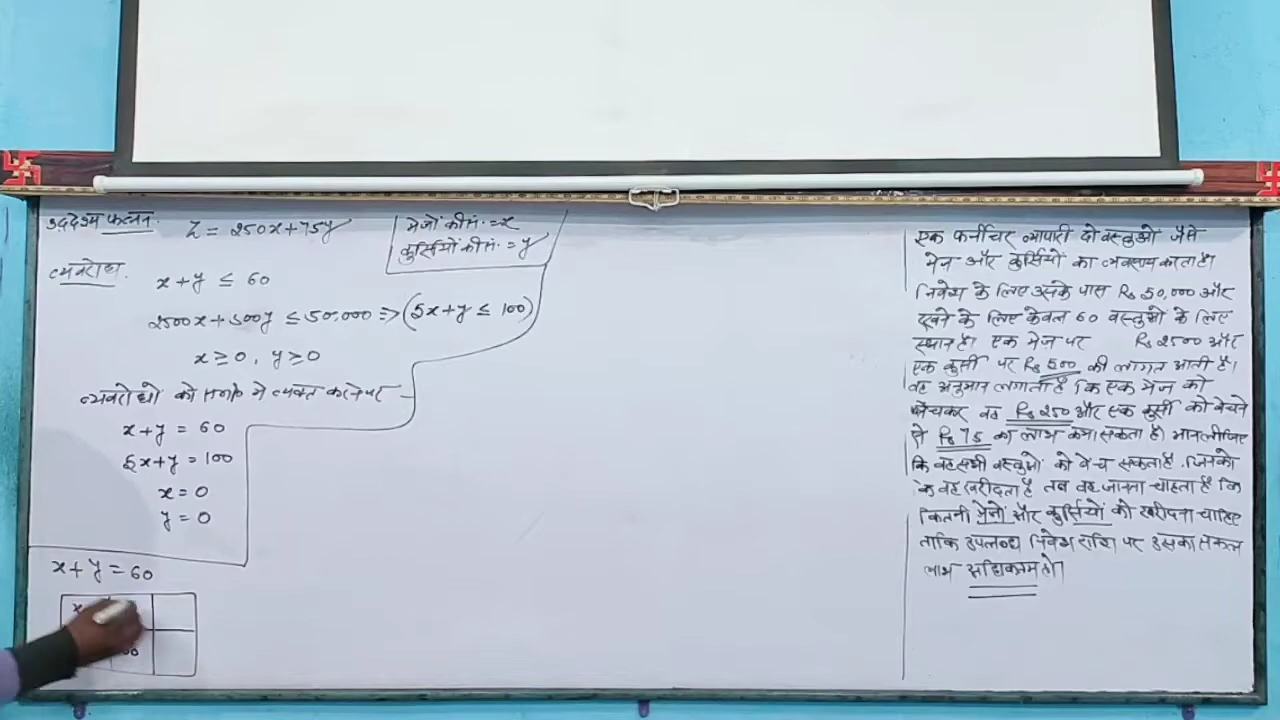 उद्देश्य फलन. Z = 250x+75y
मेजों की सं. = x
कुर्सियों की सं. = y
व्यवरोध. x+y ≤ 60
2500x+500y ≤ 50,000 => (5x+y ≤ 100)
x ≥ 0, y ≥ 0
व्यवरोधों को समी० मे व्यक्त करने पर
x+y = 60
5x+y = 100
x = 0
y = 0
x+y = 60
x
एक फर्नीचर व्यापारी दो वस्तुओ जैसे
मेज और कुर्सियों का व्यवसाय करता है।
निवेश के लिए उसके पास Rs 50,000 और
रखने के लिए केवल 60 वस्तुओ के लिए
स्थान है। एक मेज पर Rs 2500 और
एक कुर्सी पर Rs 500 की लागत आती है।
वह अनुमान लगाता है कि एक मेज को
बेचकर वह Rs 250 और एक कुर्सी को बेचने
से Rs 75 का लाभ कमा सकता है। मान लीजिए
कि वह सभी वस्तुओ को बेच सकता है. जिनको
के वह खरीदता है तब वह जानना चाहता है कि
कितनी मेजों और कुर्सियों को खरीदना चाहिए
ताकि उपलब्ध निवेश राशि पर उसका सकल
लाभ अधिकतम हो।